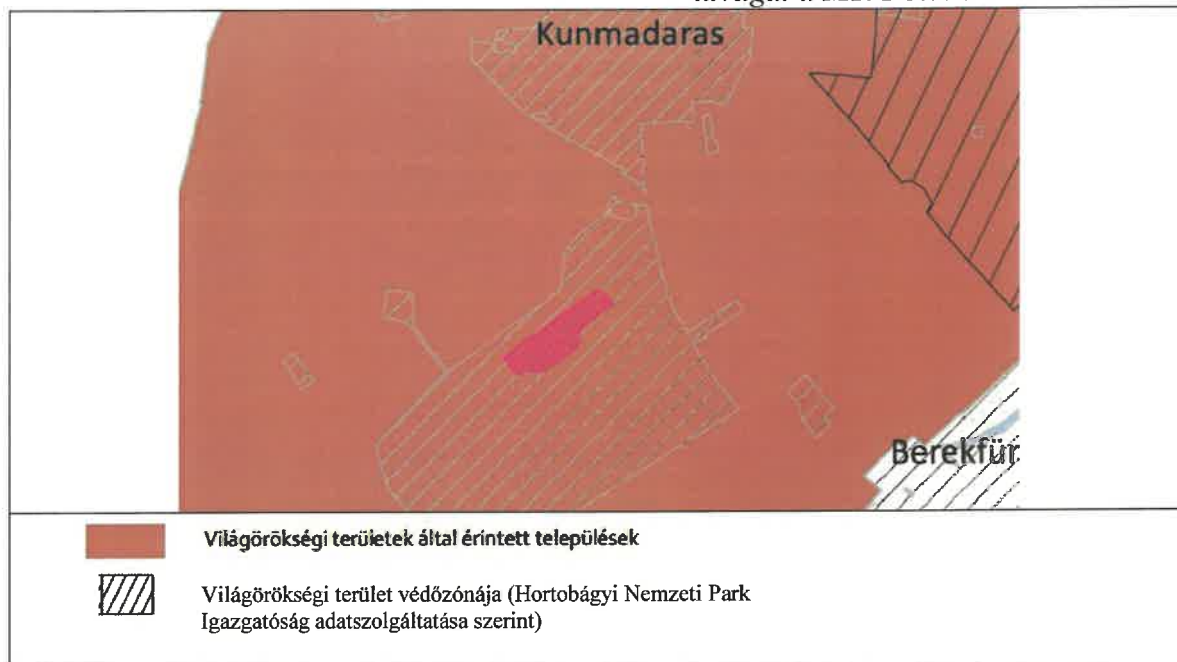 Kunmadaras
Berekfür
Világörökségi területek által érintett települések
Világörökségi terület védőzónája (Hortobágyi Nemzeti Park
Igazgatóság adatszolgáltatása szerint)